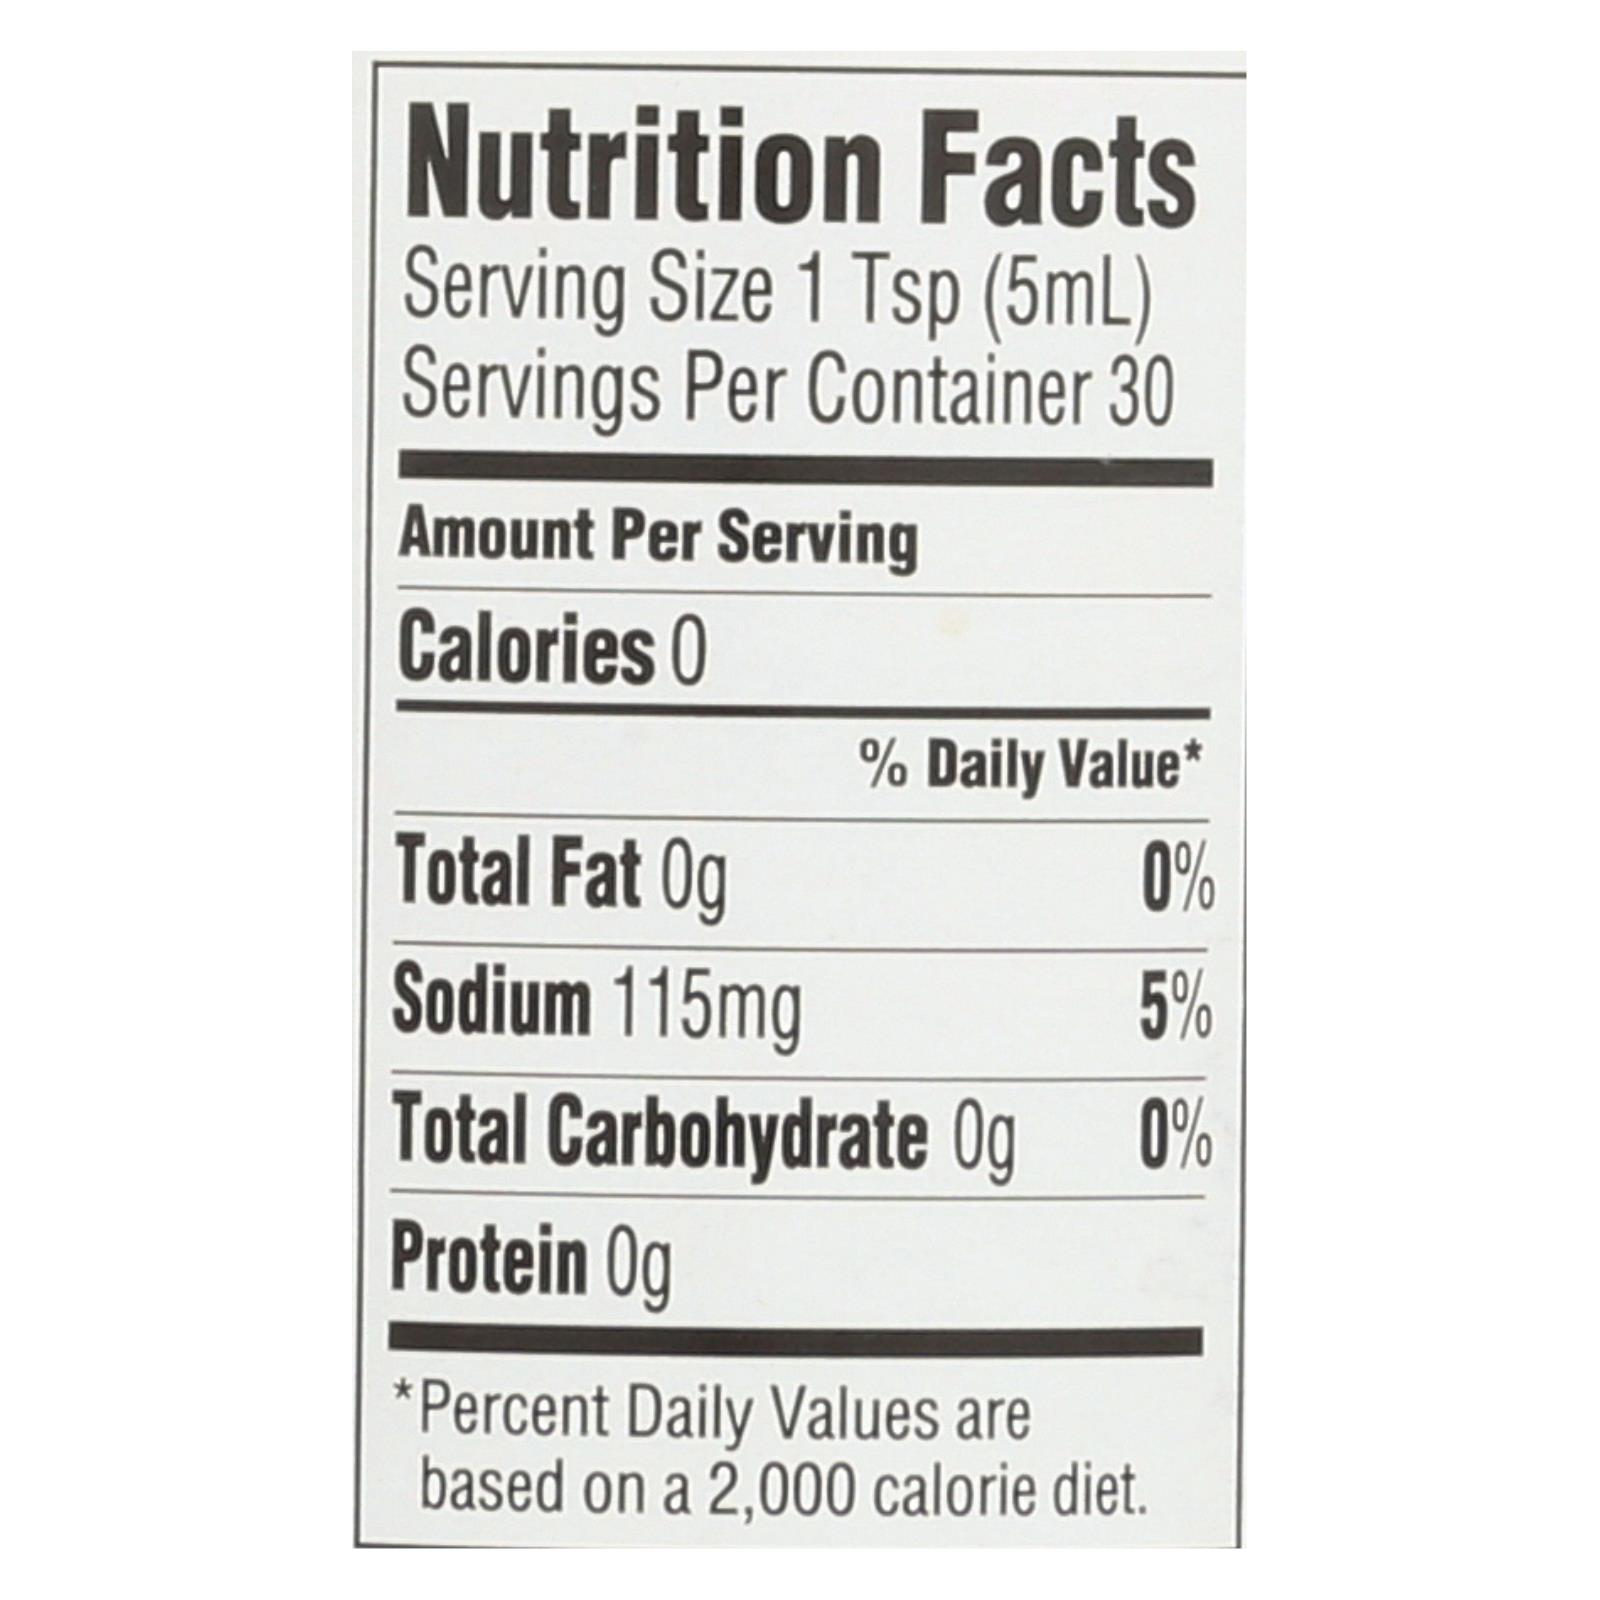 Nutrition Facts
Serving Size 1 Tsp (5mL)
Servings Per Container 30
Amount Per Serving
Calories 0
% Daily Value*
Total Fat 0g 0%
Sodium 115mg 5%
Total Carbohydrate 0g 0%
Protein 0g
*Percent Daily Values are
based on a 2,000 calorie diet.